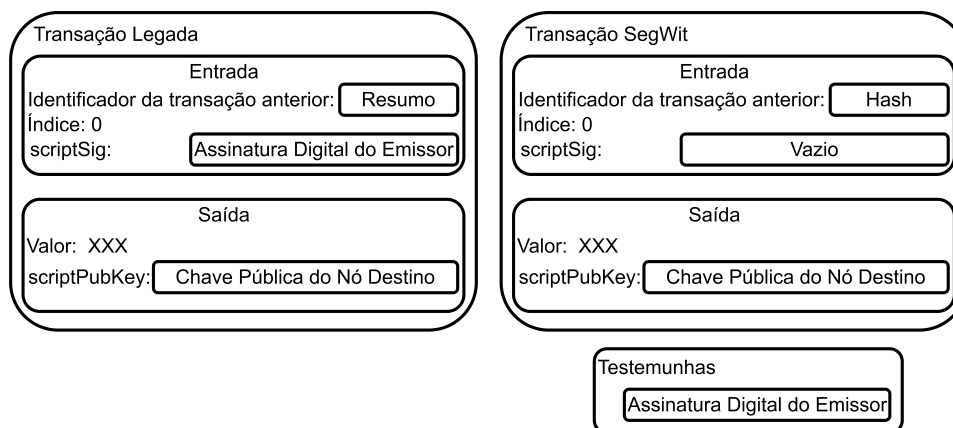 Transação Legada
Entrada
Identificador da transação anterior: Resumo
Índice: 0
scriptSig: Assinatura Digital do Emissor
Saída
Valor: XXX
scriptPubKey: Chave Pública do Nó Destino
Transação SegWit
Entrada
Identificador da transação anterior: Hash
Índice: 0
scriptSig: Vazio
Saída
Valor: XXX
scriptPubKey: Chave Pública do Nó Destino
Testemunhas
Assinatura Digital do Emissor